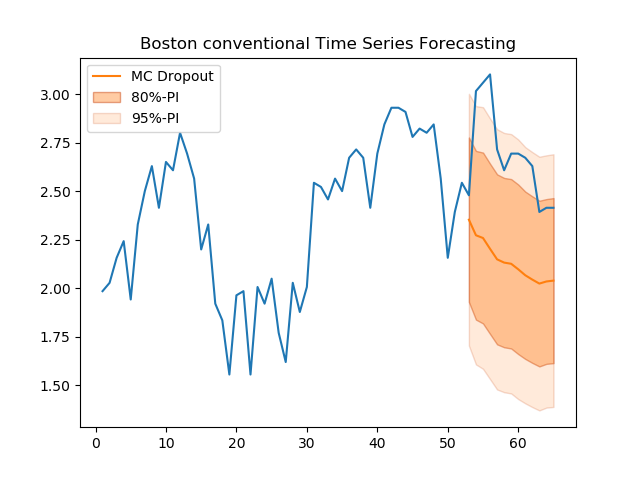 Boston conventional Time Series Forecasting
MC Dropout
80%-PI
95%-PI
3.00
2.75
2.50
2.25
2.00
1.75
1.50
0 10 20 30 40 50 60